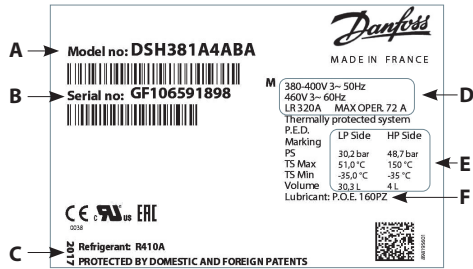 Danfoss
MADE IN FRANCE
A
Model no: DSH381A4ABA
B
Serial no: GF106591898
M
380-400V 3~ 50Hz
460V 3~ 60Hz
LR 320A MAX OPER. 72 A
D
Thermally protected system
P.E.D. LP Side HP Side
Marking
PS 30,2 bar 48,7 bar
TS Max 51,0 °C 150 °C
TS Min -35,0 °C -35 °C
Volume 30,3 L 4 L
E
Lubricant: P.O.E. 160PZ
F
CE c RU us EAC
0038
C
2017
Refrigerant: R410A
PROTECTED BY DOMESTIC AND FOREIGN PATENTS